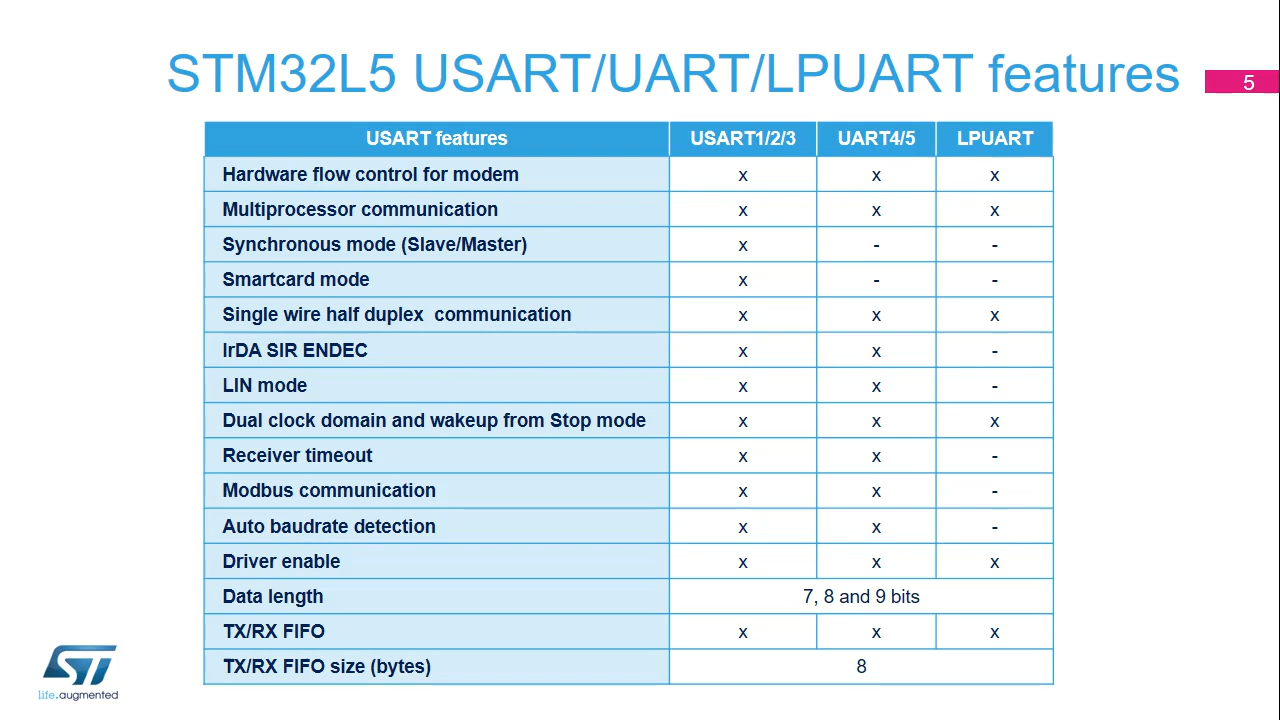 STM32L5 USART/UART/LPUART features
5
USART features USART1/2/3 UART4/5 LPUART
Hardware flow control for modem x x x
Multiprocessor communication x x x
Synchronous mode (Slave/Master) x - -
Smartcard mode x - -
Single wire half duplex  communication x x x
IrDA SIR ENDEC x x -
LIN mode x x -
Dual clock domain and wakeup from Stop mode x x x
Receiver timeout x x -
Modbus communication x x -
Auto baudrate detection x x -
Driver enable x x x
Data length 7, 8 and 9 bits
TX/RX FIFO x x x
TX/RX FIFO size (bytes) 8
ST
life.augmented